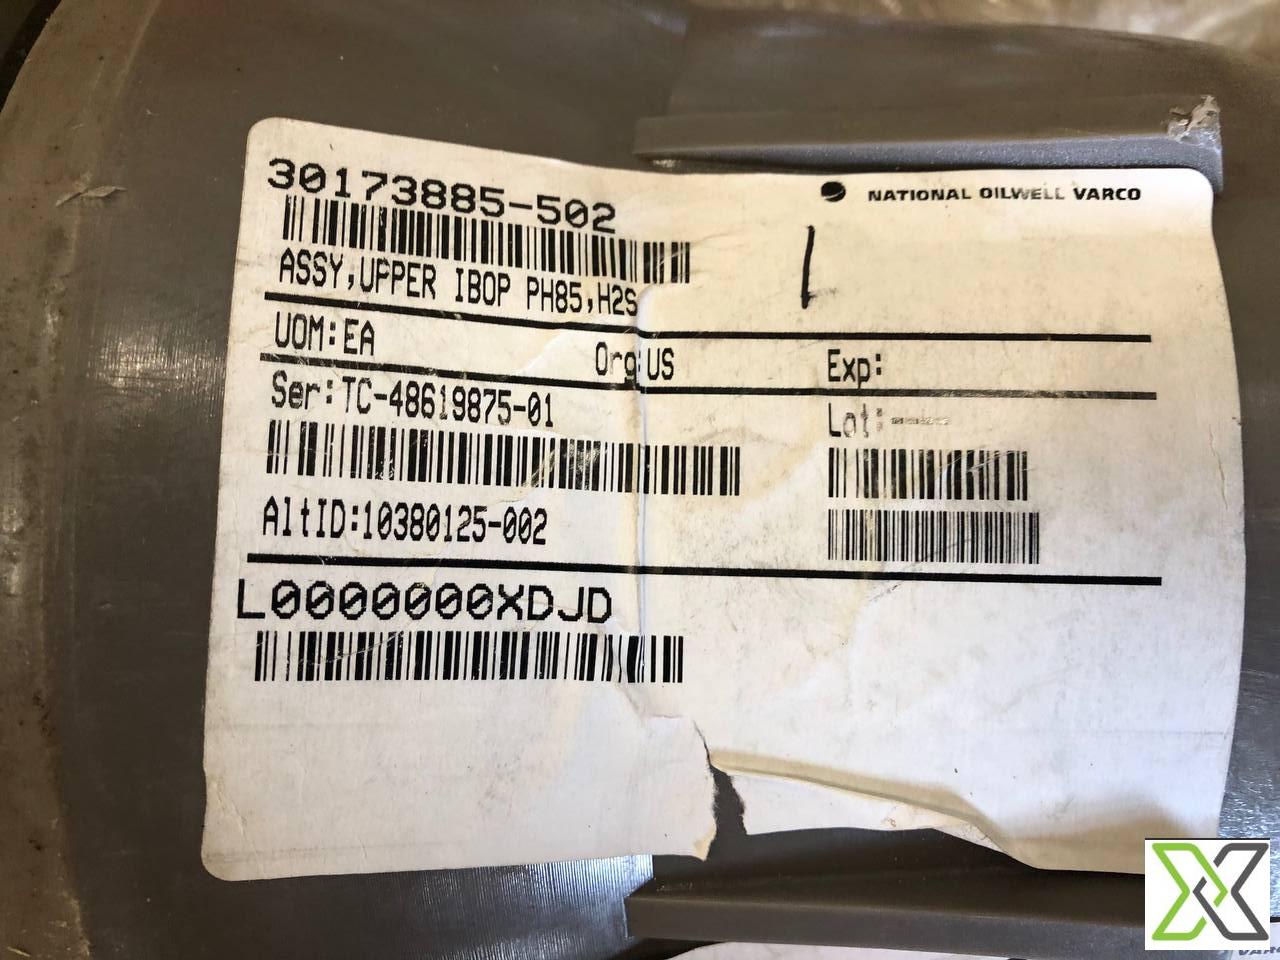 30173885-502
NATIONAL OILWELL VARCO
ASSY,UPPER IBOP PH85,H2S
UOM:EA Org:US Exp:
Ser:TC-48619875-01 Lot:
AltID:10380125-002
L0000000XDJD